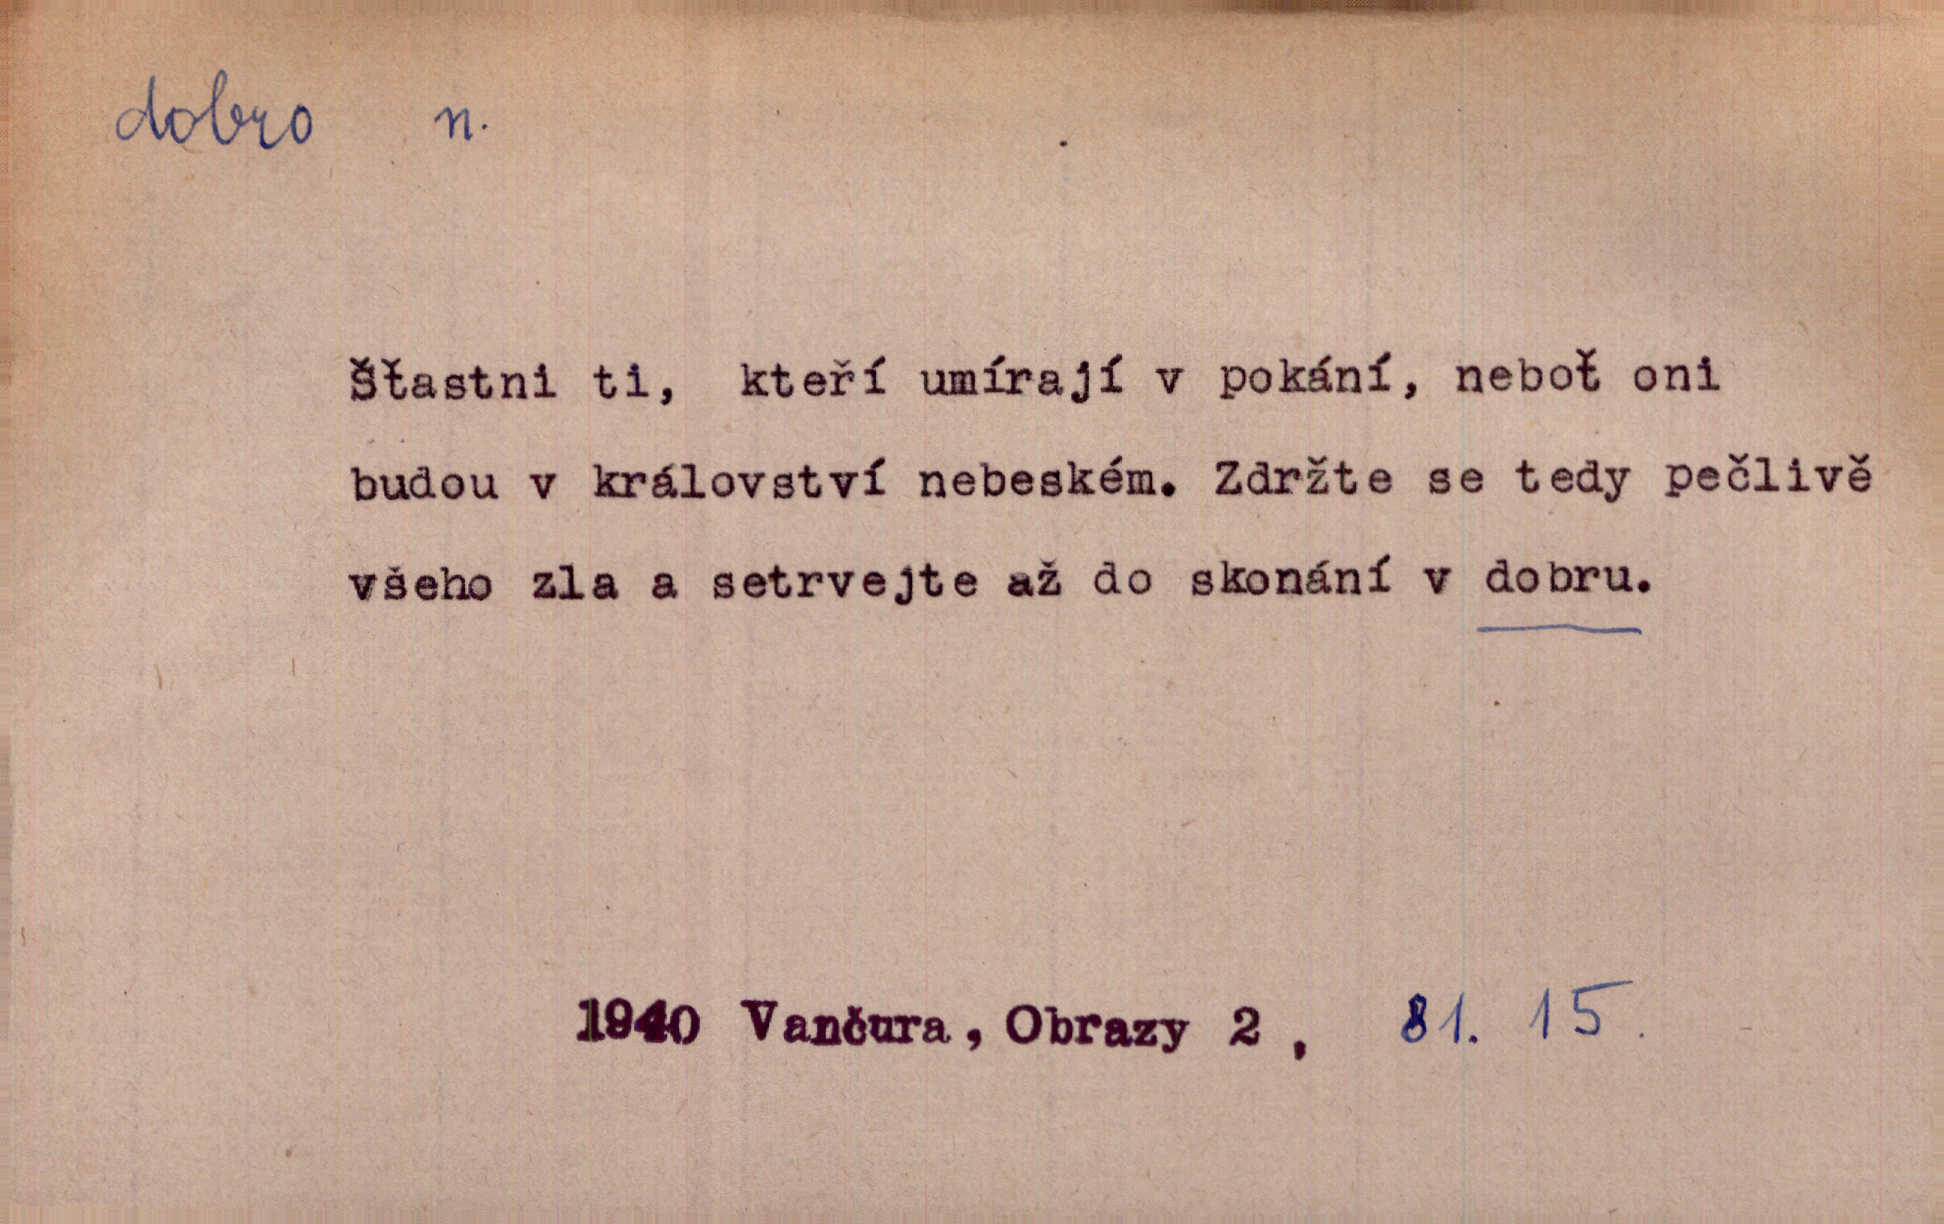 dobro n.
Šťastni ti, kteří umírají v pokání, neboť oni
budou v království nebeském. Zdržte se tedy pečlivě
všeho zla a setrvejte až do skonání v dobru.
1940 Vančura, Obrazy 2, 81. 15.